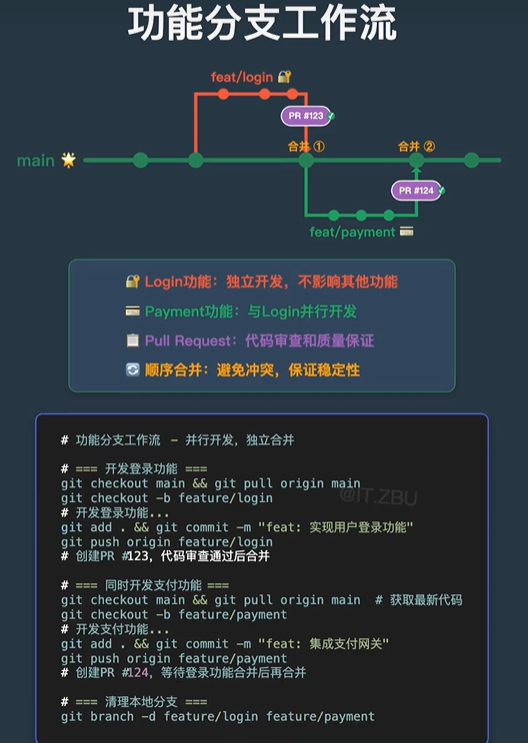 功能分支工作流
feat/login 🔐
PR #123
合并 ① 合并 ②
main 🌟
PR #124
feat/payment 💳
🔐 Login功能：独立开发，不影响其他功能
💳 Payment功能：与Login并行开发
📋 Pull Request：代码审查和质量保证
🔄 顺序合并：避免冲突，保证稳定性
# 功能分支工作流 - 并行开发，独立合并
# === 开发登录功能 ===
git checkout main && git pull origin main
git checkout -b feature/login
@IT.ZBU
# 开发登录功能...
git add . && git commit -m "feat: 实现用户登录功能"
git push origin feature/login
# 创建PR #123，代码审查通过后合并
# === 同时开发支付功能 ===
git checkout main && git pull origin main # 获取最新代码
git checkout -b feature/payment
# 开发支付功能...
git add . && git commit -m "feat: 集成支付网关"
git push origin feature/payment
# 创建PR #124，等待登录功能合并后再合并
# === 清理本地分支 ===
git branch -d feature/login feature/payment